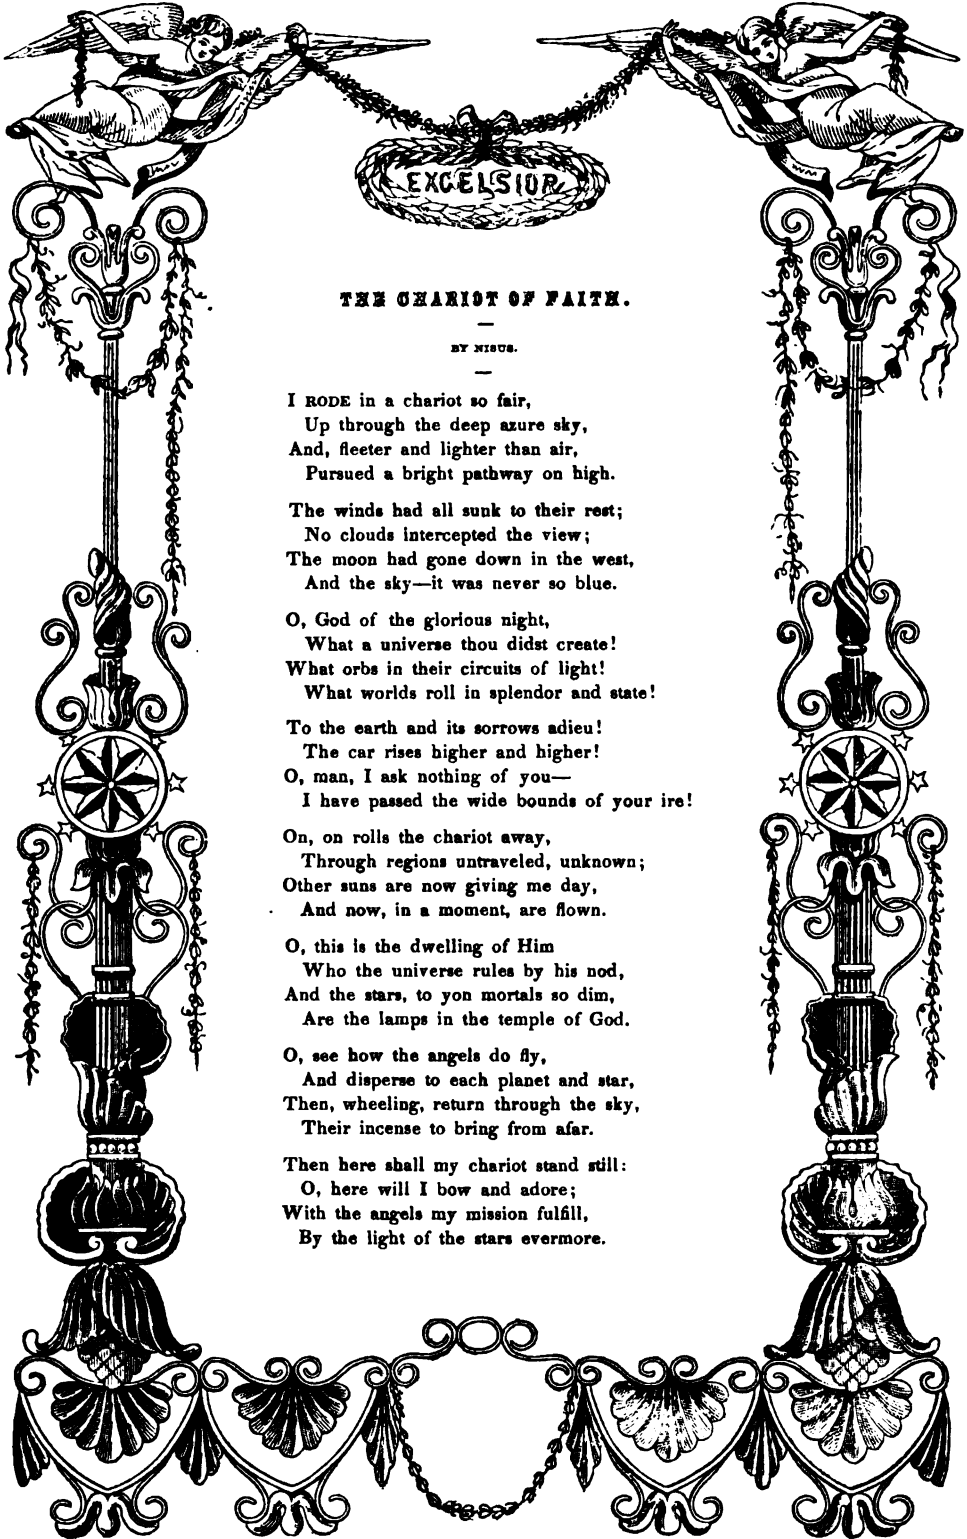 EXCELSIOR
THE CHARIOT OF FAITH.
BY NISUS.
I RODE in a chariot so fair,
Up through the deep azure sky,
And, fleeter and lighter than air,
Pursued a bright pathway on high.
The winds had all sunk to their rest;
No clouds intercepted the view;
The moon had gone down in the west,
And the sky—it was never so blue.
O, God of the glorious night,
What a universe thou didst create!
What orbs in their circuits of light!
What worlds roll in splendor and state!
To the earth and its sorrows adieu!
The car rises higher and higher!
O, man, I ask nothing of you—
I have passed the wide bounds of your ire!
On, on rolls the chariot away,
Through regions untraveled, unknown;
Other suns are now giving me day,
And now, in a moment, are flown.
O, this is the dwelling of Him
Who the universe rules by his nod,
And the stars, to yon mortals so dim,
Are the lamps in the temple of God.
O, see how the angels do fly,
And disperse to each planet and star,
Then, wheeling, return through the sky,
Their incense to bring from afar.
Then here shall my chariot stand still:
O, here will I bow and adore;
With the angels my mission fulfill,
By the light of the stars evermore.